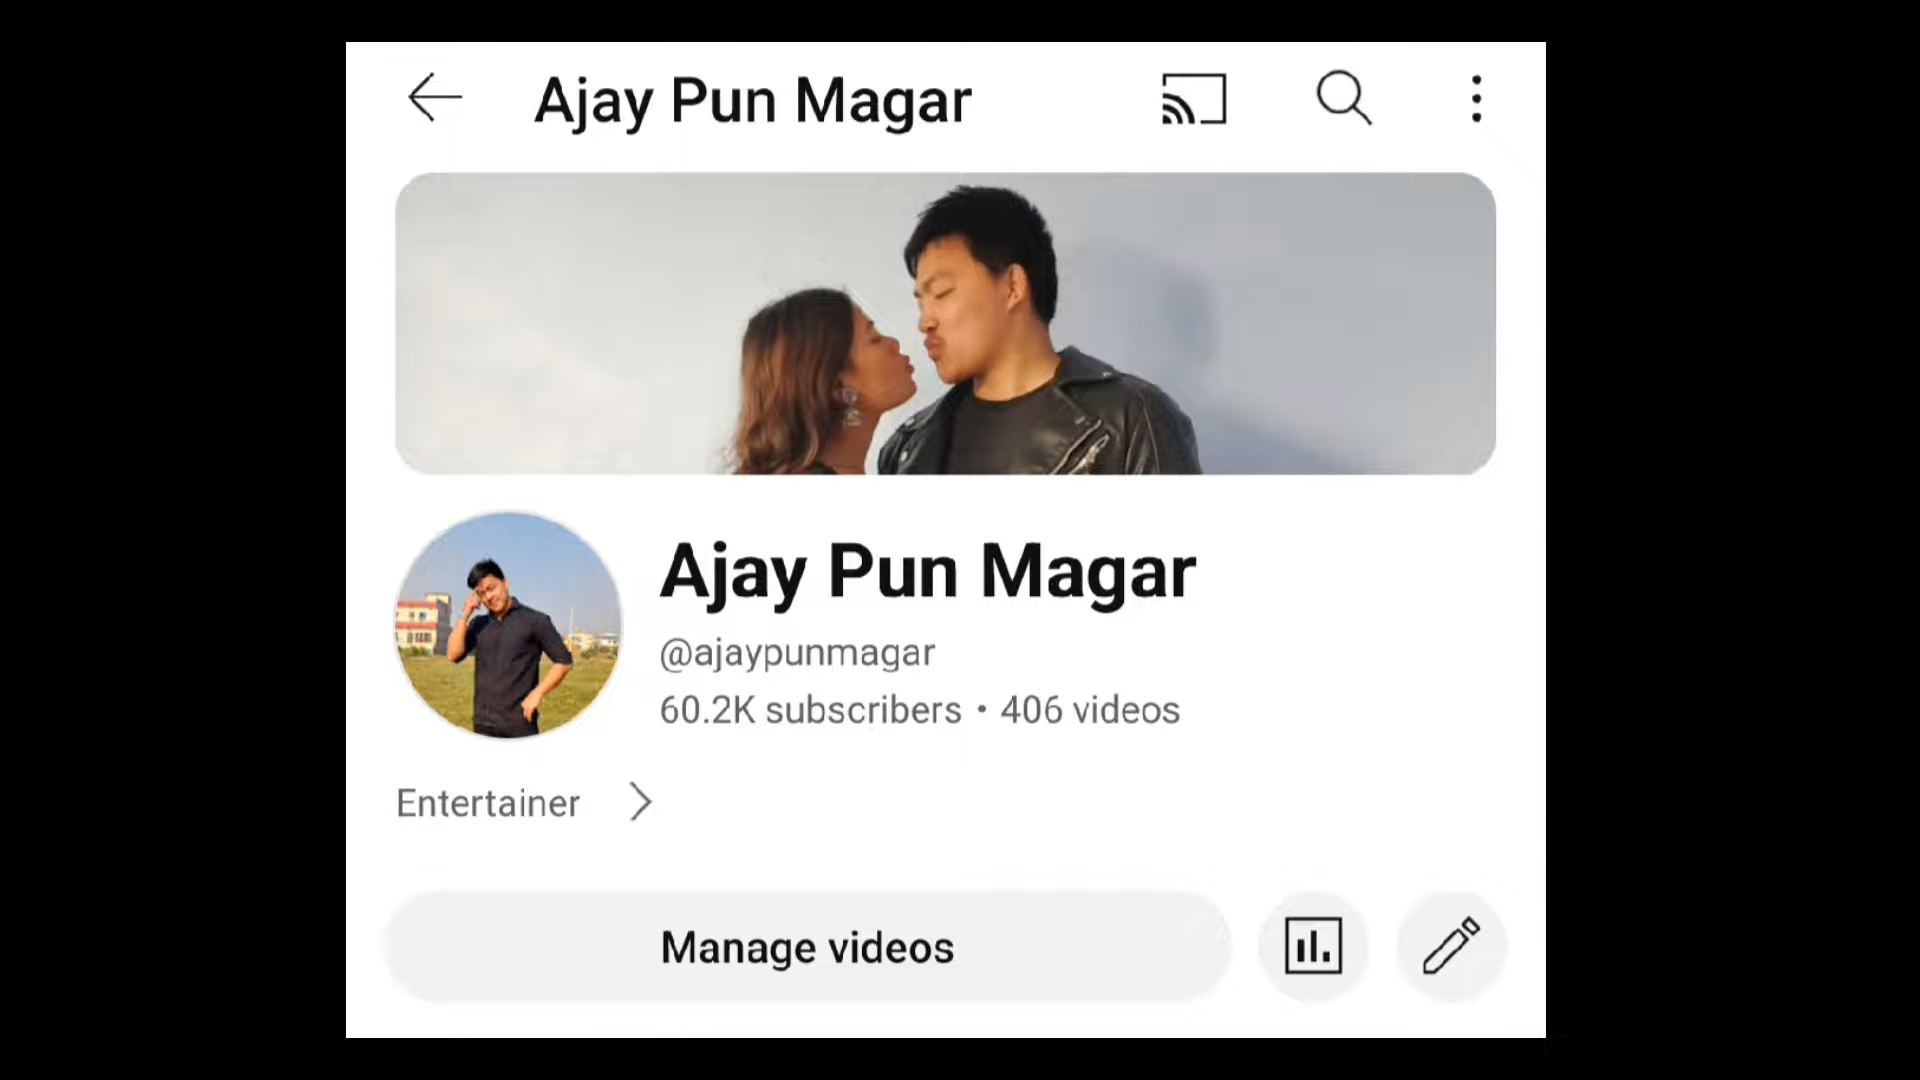 Ajay Pun Magar
Ajay Pun Magar
@ajaypunmagar
60.2K subscribers • 406 videos
Entertainer
Manage videos